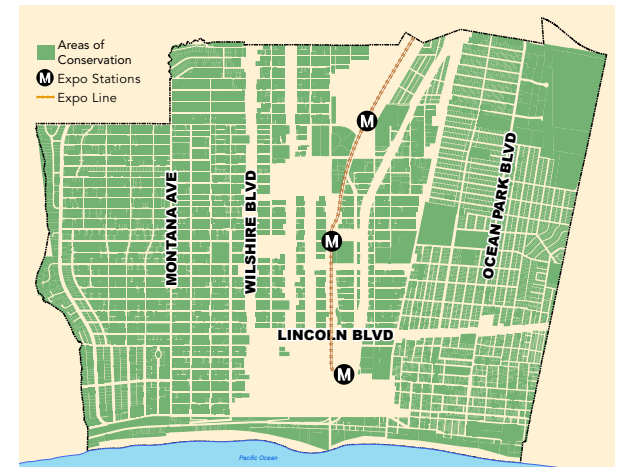 Areas of
Conservation
M Expo Stations
Expo Line
M
M
M
MONTANA AVE
WILSHIRE BLVD
OCEAN PARK BLVD
LINCOLN BLVD
Pacific Ocean